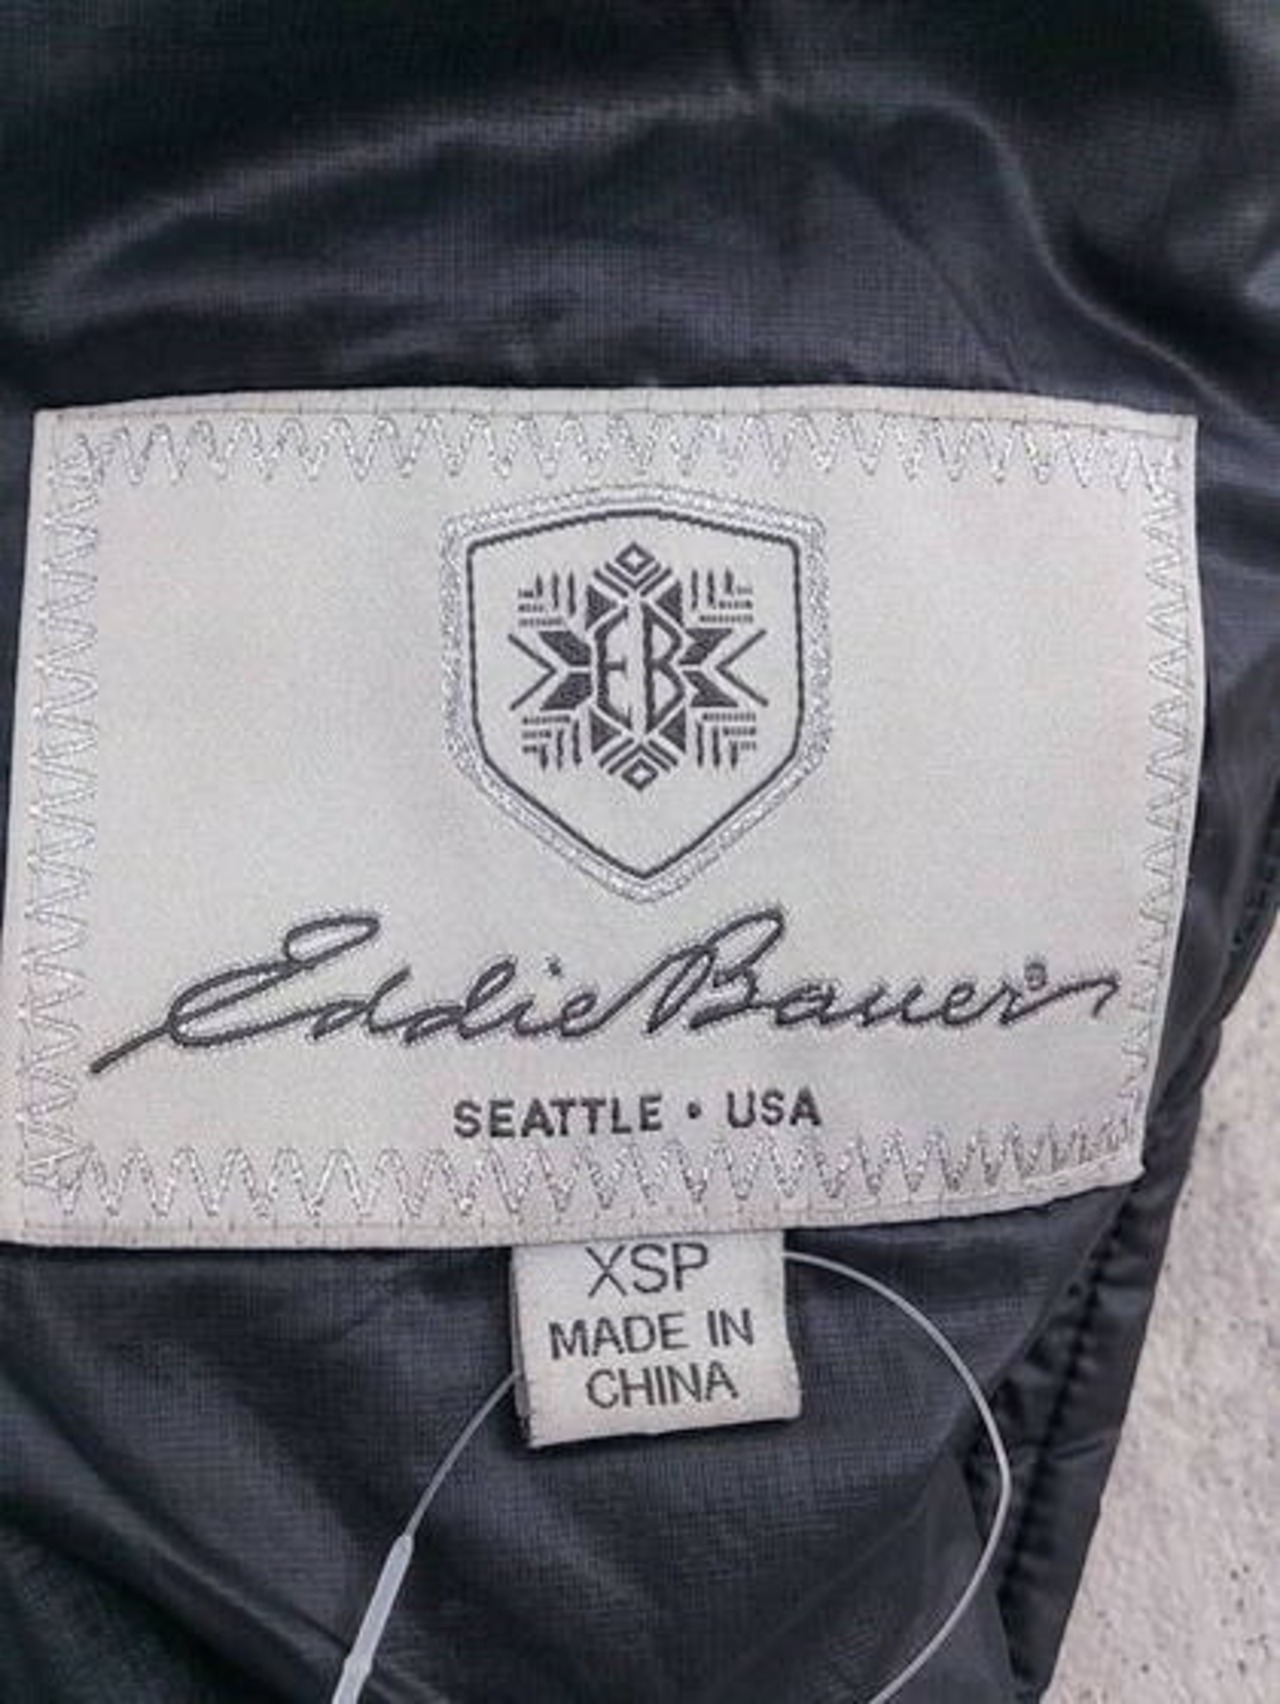 EB
Eddie Bauer®
SEATTLE • USA
XSP
MADE IN
CHINA